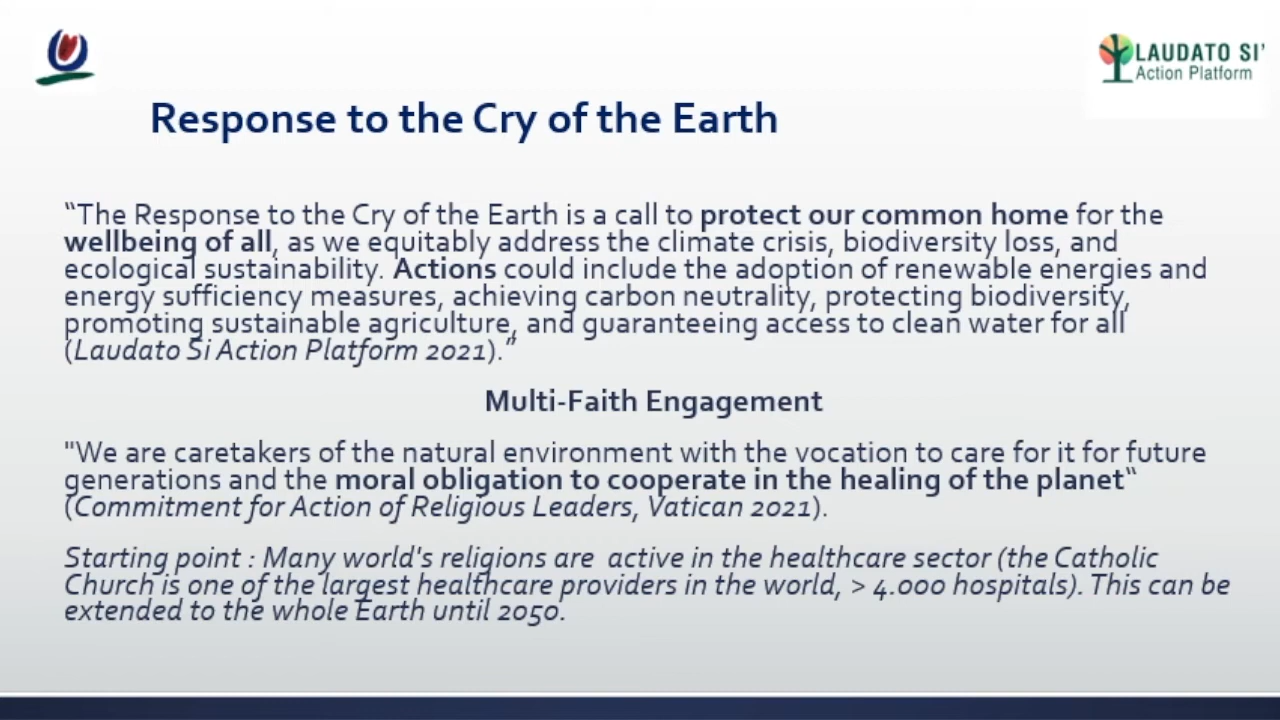 LAUDATO SI'
Action Platform
Response to the Cry of the Earth
“The Response to the Cry of the Earth is a call to protect our common home for the
wellbeing of all, as we equitably address the climate crisis, biodiversity loss, and
ecological sustainability. Actions could include the adoption of renewable energies and
energy sufficiency measures, achieving carbon neutrality, protecting biodiversity,
promoting sustainable agriculture, and guaranteeing access to clean water for all
(Laudato Si Action Platform 2021).”
Multi-Faith Engagement
"We are caretakers of the natural environment with the vocation to care for it for future
generations and the moral obligation to cooperate in the healing of the planet“
(Commitment for Action of Religious Leaders, Vatican 2021).
Starting point : Many world's religions are active in the healthcare sector (the Catholic
Church is one of the largest healthcare providers in the world, > 4.000 hospitals). This can be
extended to the whole Earth until 2050.